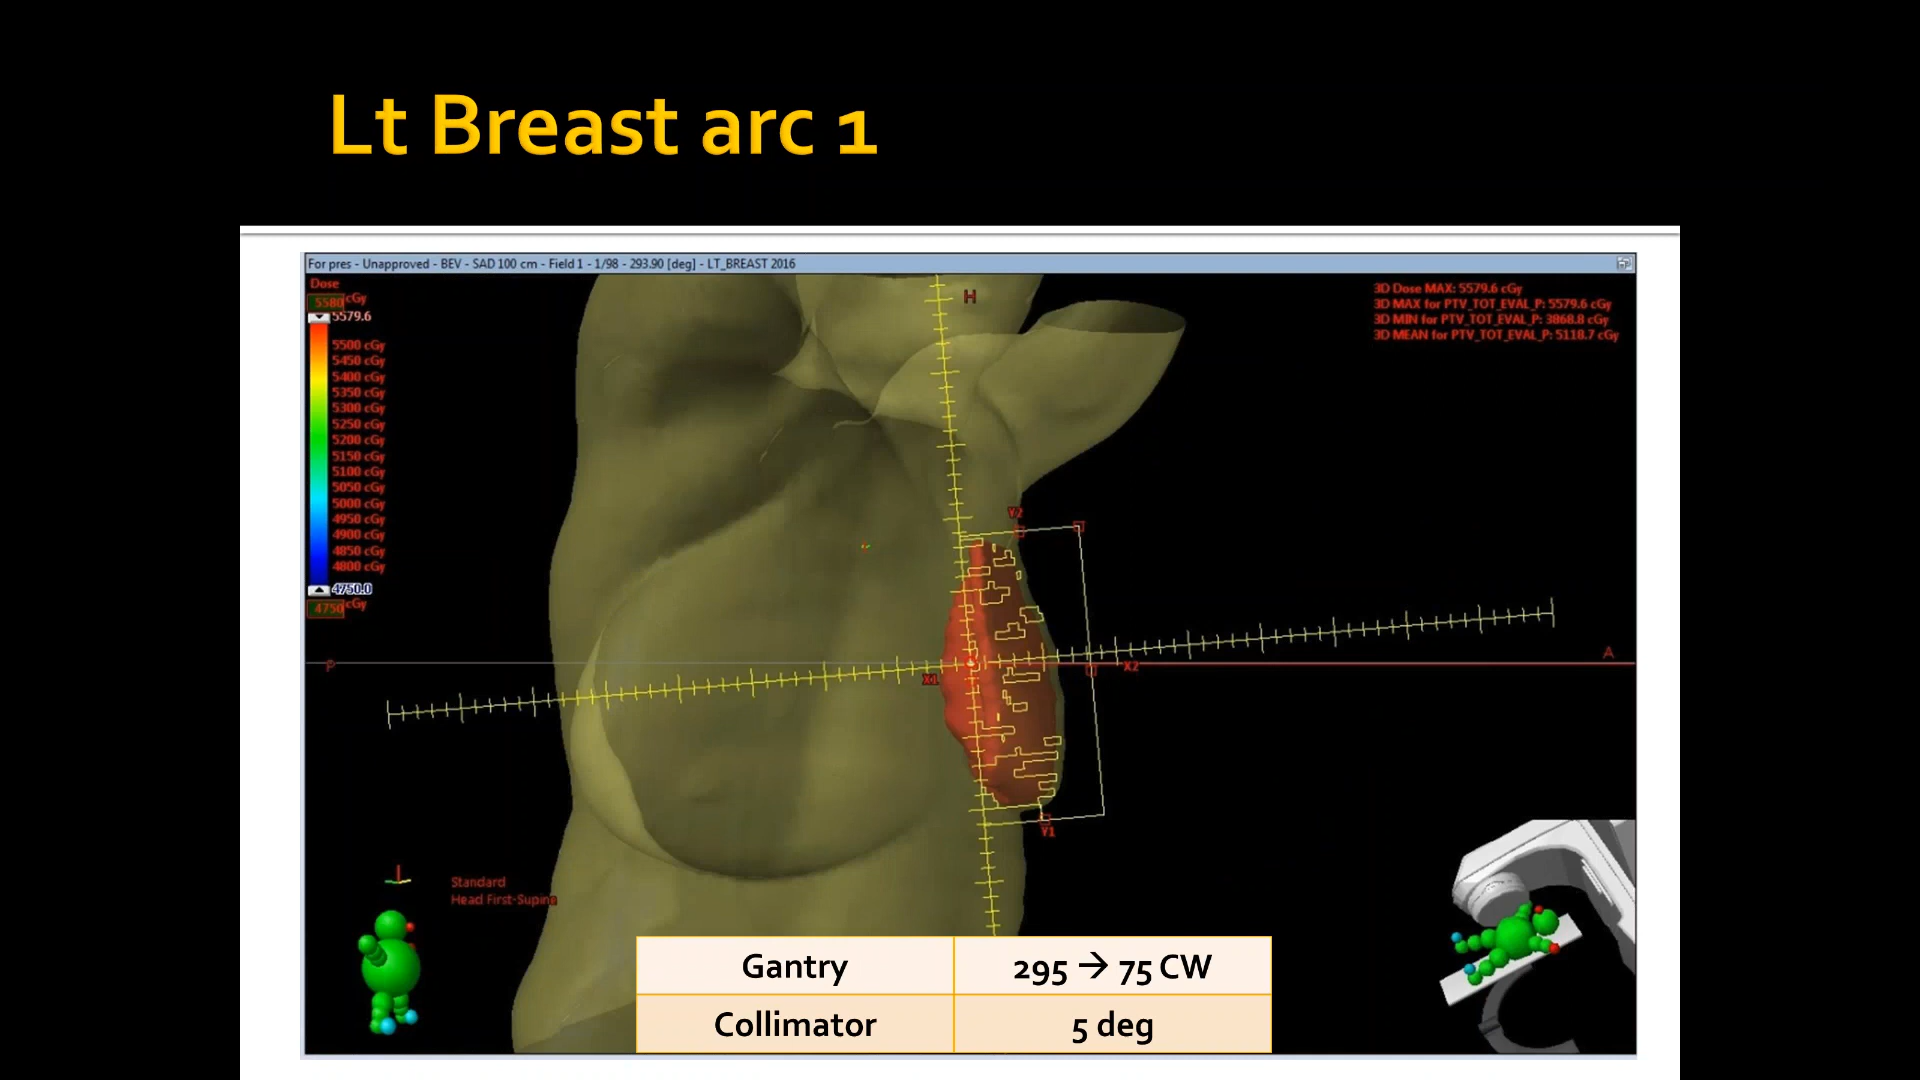 Lt Breast arc 1
For pres - Unapproved - BEV - SAD 100 cm - Field 1 - 1/98 - 293.90 [deg] - LT_BREAST 2016
Dose
5580 cGy
5579.6
5500 cGy
5450 cGy
5400 cGy
5350 cGy
5300 cGy
5250 cGy
5200 cGy
5150 cGy
5100 cGy
5050 cGy
5000 cGy
4950 cGy
4900 cGy
4850 cGy
4800 cGy
4750.0
4750 cGy
H
3D Dose MAX: 5579.6 cGy
3D MAX for PTV_TOT_EVAL_P: 5579.6 cGy
3D MIN for PTV_TOT_EVAL_P: 3868.8 cGy
3D MEAN for PTV_TOT_EVAL_P: 5118.7 cGy
Y2
P
X1
X2
A
Y1
Standard
Head First-Supine
Gantry 295 → 75 CW
Collimator 5 deg